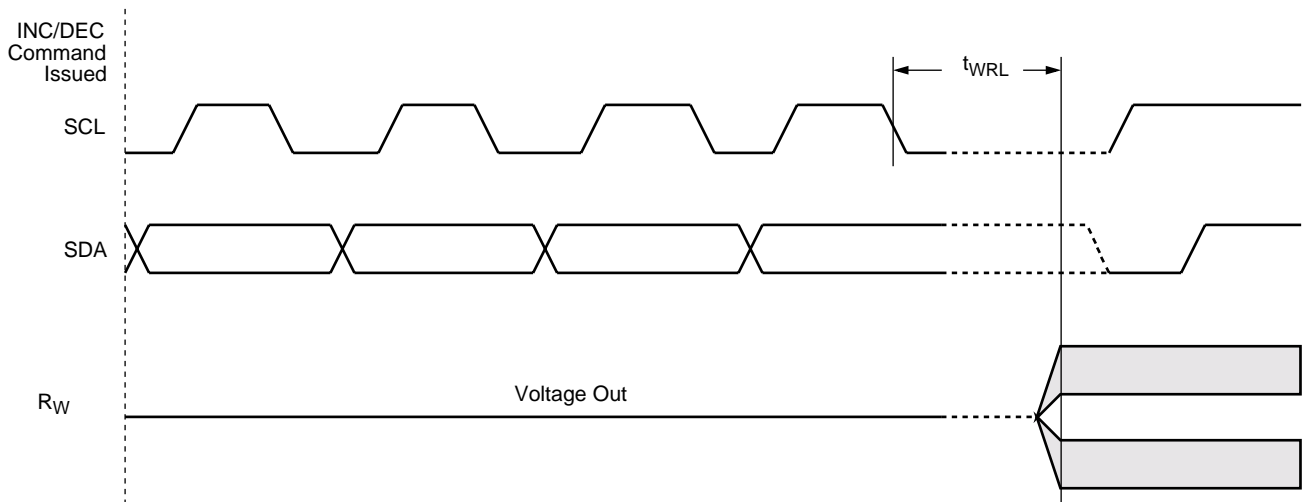 INC/DEC
Command
Issued
tWRL
SCL
SDA
Voltage Out
RW